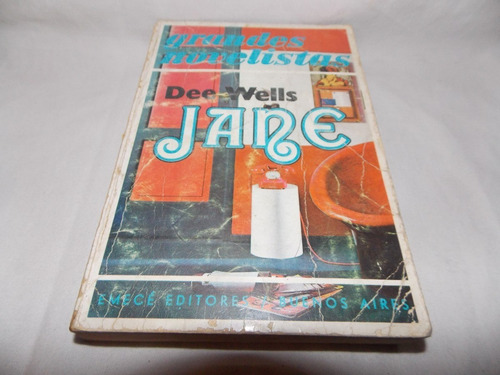 grandes
novelistas
Dee Wells
JANE
EMECÉ EDITORES / BUENOS AIRES